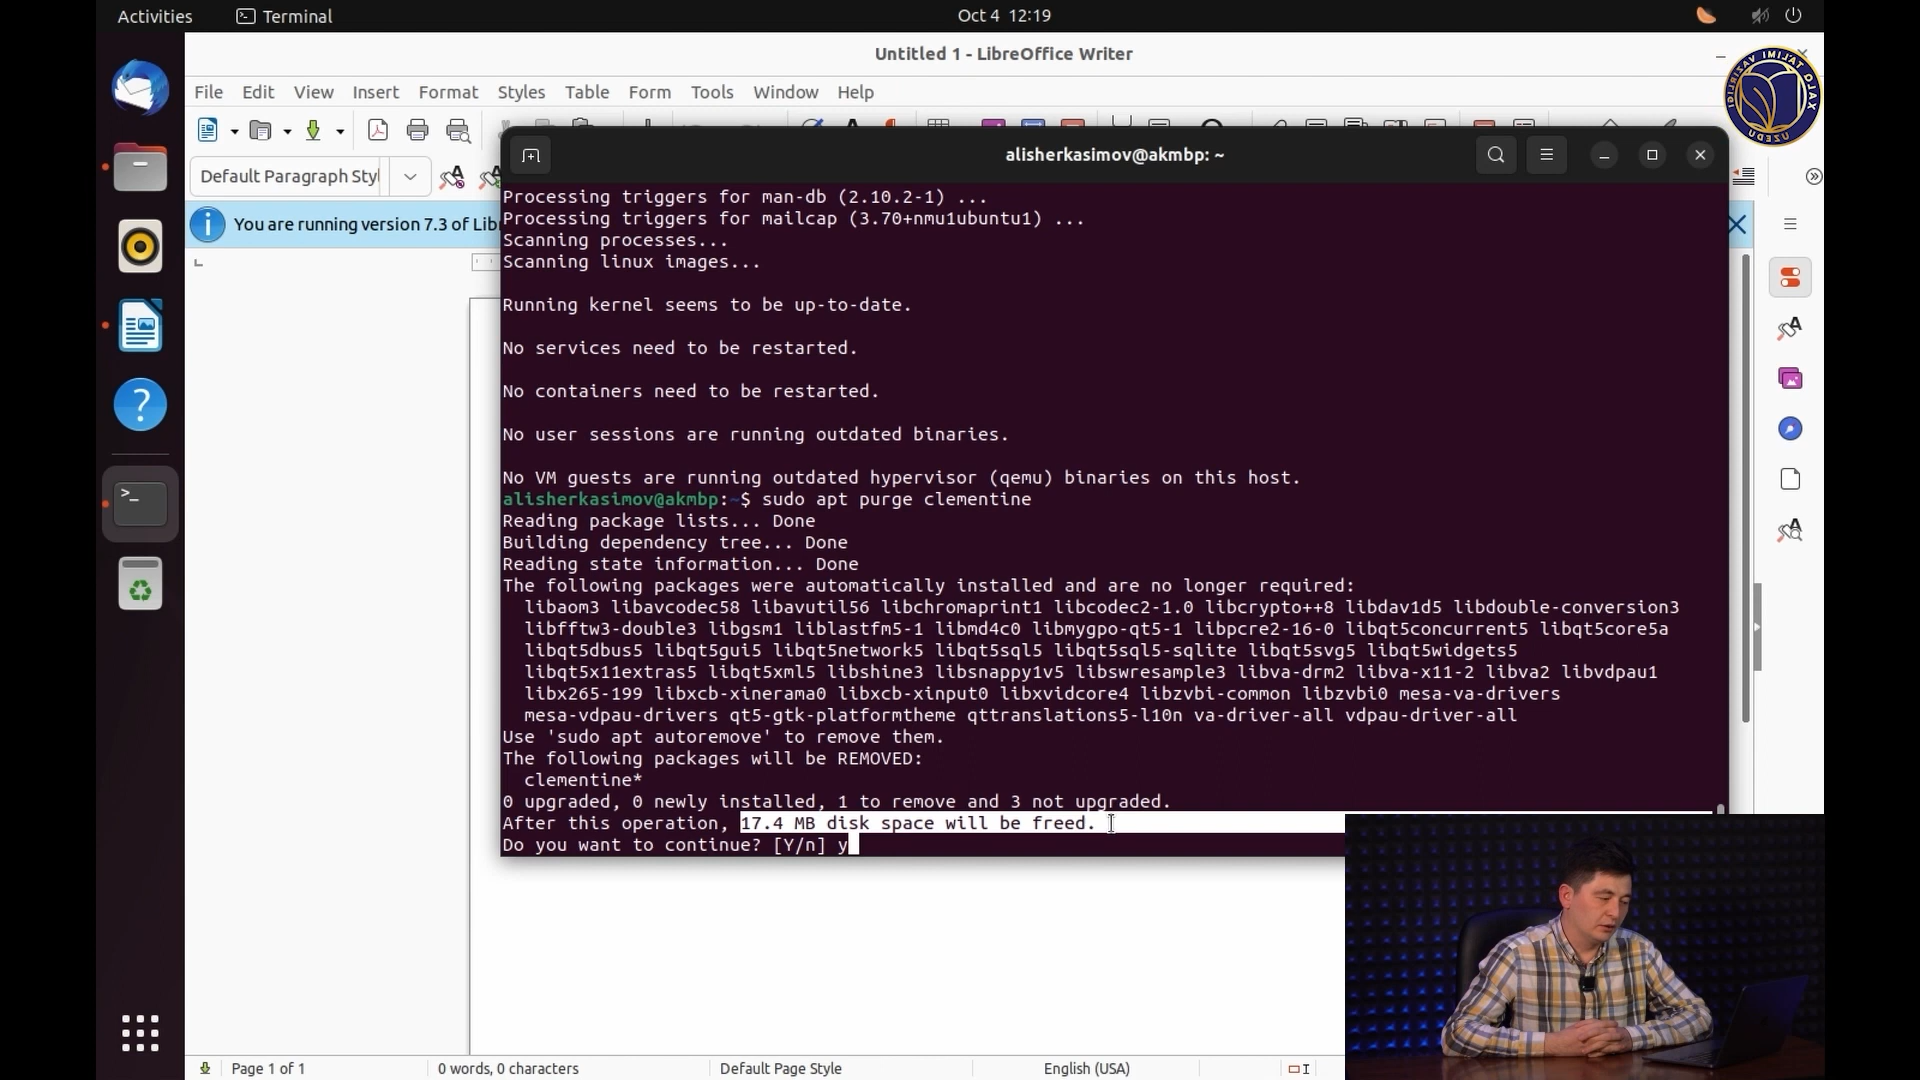 Activities
Terminal
Oct 4 12:19
Untitled 1 - LibreOffice Writer
File Edit View Insert Format Styles Table Form Tools Window Help
XALQ TA'LIMI VAZIRLIGI
UZEDU
Default Paragraph Styl
You are running version 7.3 of Lib
alisherkasimov@akmbp: ~
Processing triggers for man-db (2.10.2-1) ...
Processing triggers for mailcap (3.70+nmu1ubuntu1) ...
Scanning processes...
Scanning linux images...
Running kernel seems to be up-to-date.
No services need to be restarted.
No containers need to be restarted.
No user sessions are running outdated binaries.
No VM guests are running outdated hypervisor (qemu) binaries on this host.
alisherkasimov@akmbp:~$ sudo apt purge clementine
Reading package lists... Done
Building dependency tree... Done
Reading state information... Done
The following packages were automatically installed and are no longer required:
libaom3 libavcodec58 libavutil56 libchromaprint1 libcodec2-1.0 libcrypto++8 libdav1d5 libdouble-conversion3
libfftw3-double3 libgsm1 liblastfm5-1 libmd4c0 libmygpo-qt5-1 libpcre2-16-0 libqt5concurrent5 libqt5core5a
libqt5dbus5 libqt5gui5 libqt5network5 libqt5sql5 libqt5sql5-sqlite libqt5svg5 libqt5widgets5
libqt5x11extras5 libqt5xml5 libshine3 libsnappy1v5 libswresample3 libva-drm2 libva-x11-2 libva2 libvdpau1
libx265-199 libxcb-xinerama0 libxcb-xinput0 libxvidcore4 libzvbi-common libzvbi0 mesa-va-drivers
mesa-vdpau-drivers qt5-gtk-platformtheme qttranslations5-l10n va-driver-all vdpau-driver-all
Use 'sudo apt autoremove' to remove them.
The following packages will be REMOVED:
clementine*
0 upgraded, 0 newly installed, 1 to remove and 3 not upgraded.
After this operation, 17.4 MB disk space will be freed.
Do you want to continue? [Y/n] y
Page 1 of 1
0 words, 0 characters
Default Page Style
English (USA)